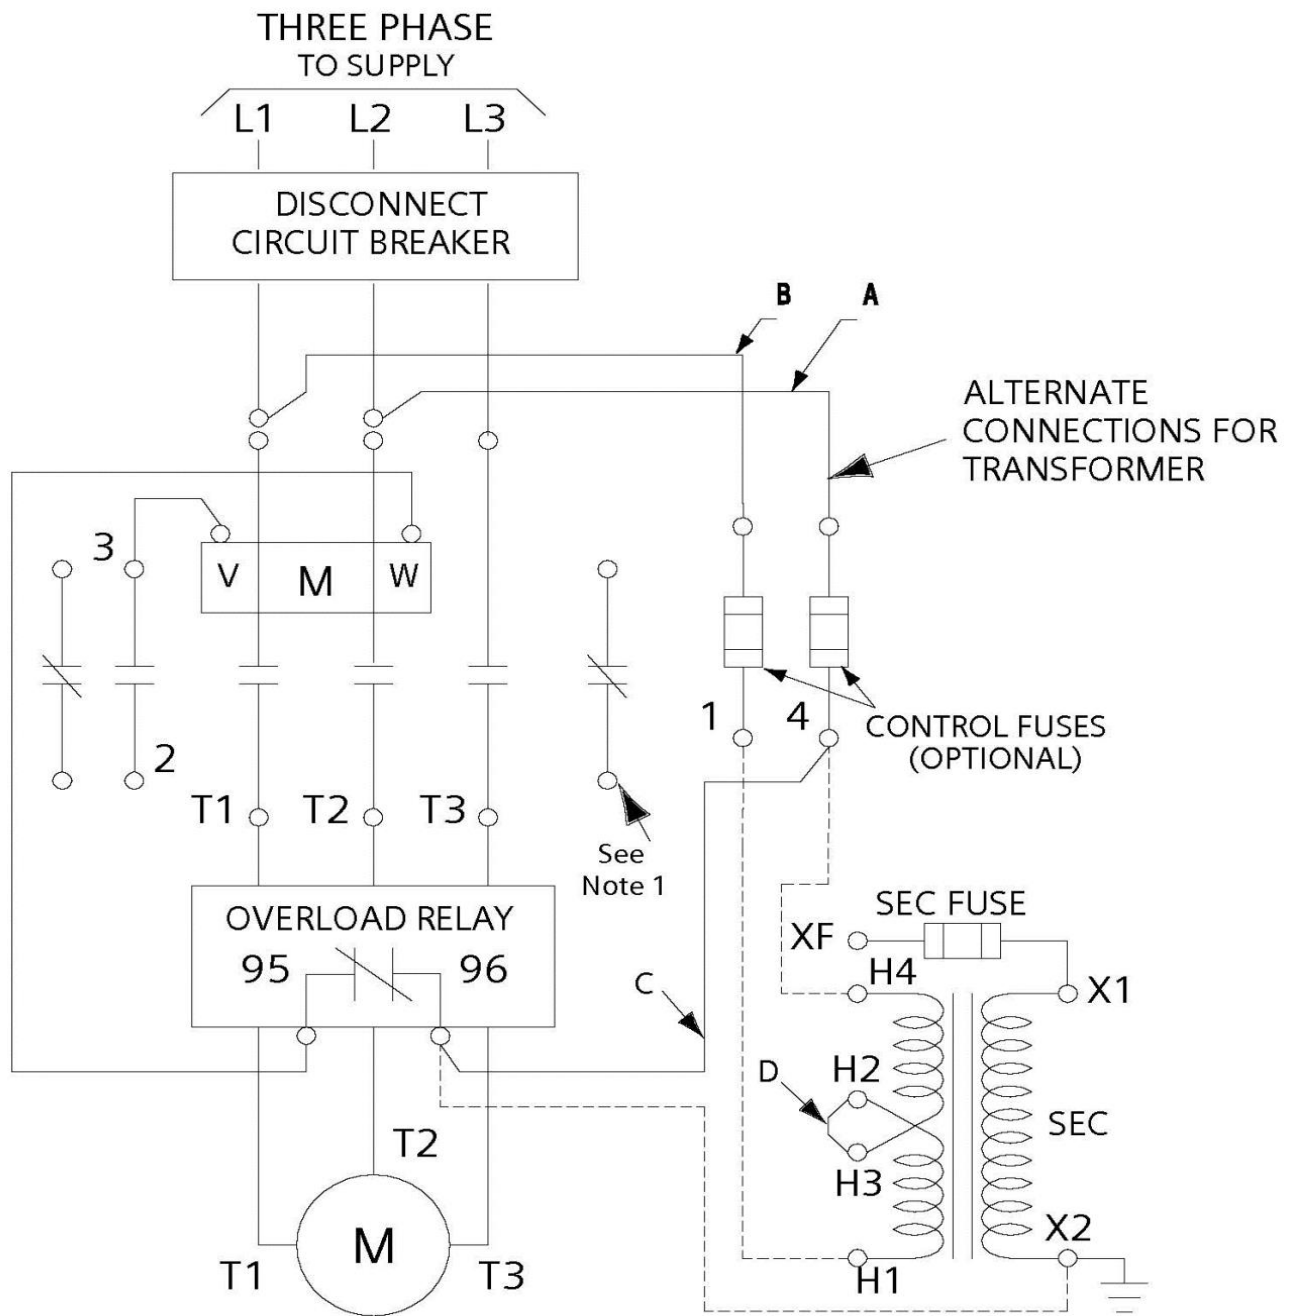 THREE PHASE
TO SUPPLY
L1 L2 L3
DISCONNECT
CIRCUIT BREAKER
B A
ALTERNATE
CONNECTIONS FOR
TRANSFORMER
3
V M W
1 4
CONTROL FUSES
(OPTIONAL)
2
T1 T2 T3
See
Note 1
OVERLOAD RELAY
95 96
SEC FUSE
XF
H4
X1
C
D
H2
SEC
H3
T2
X2
M
T1 T3
H1